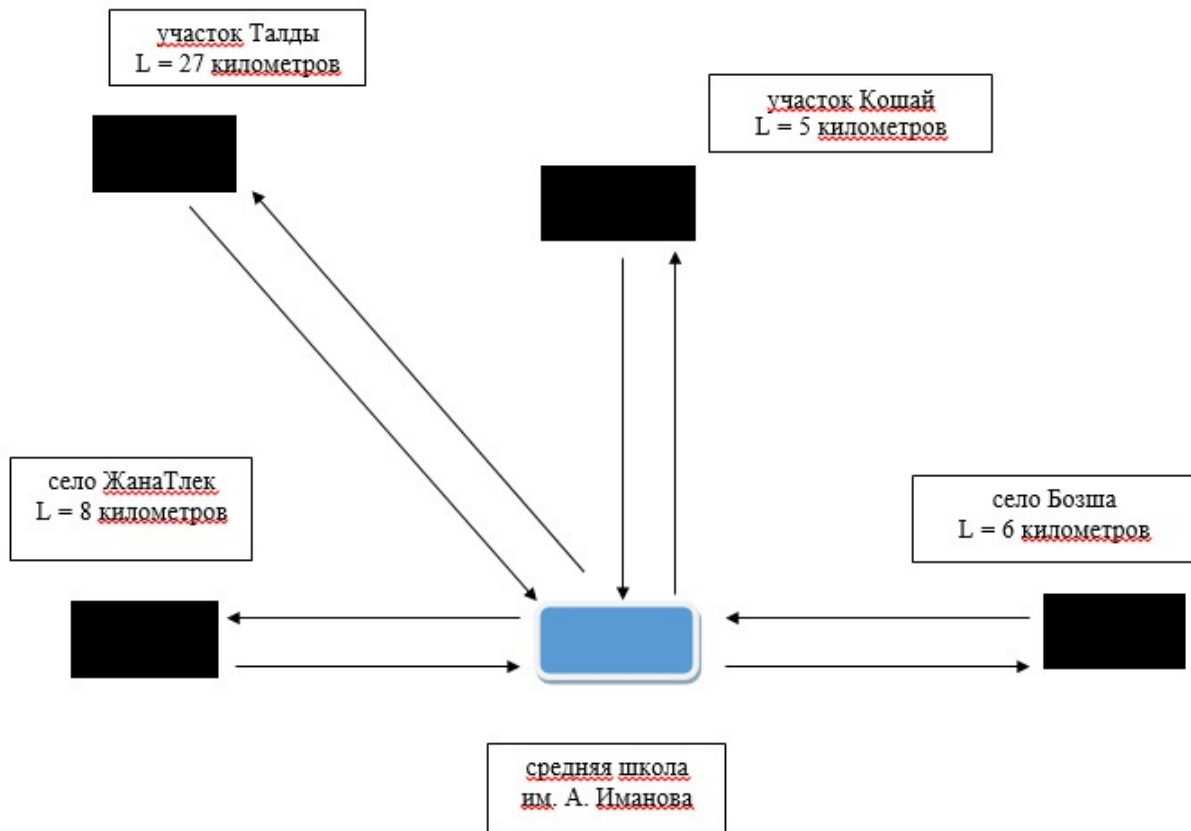 участок Талды
L = 27 километров
участок Кошай
L = 5 километров
село ЖанаТлек
L = 8 километров
село Бозша
L = 6 километров
средняя школа
им. А. Иманова